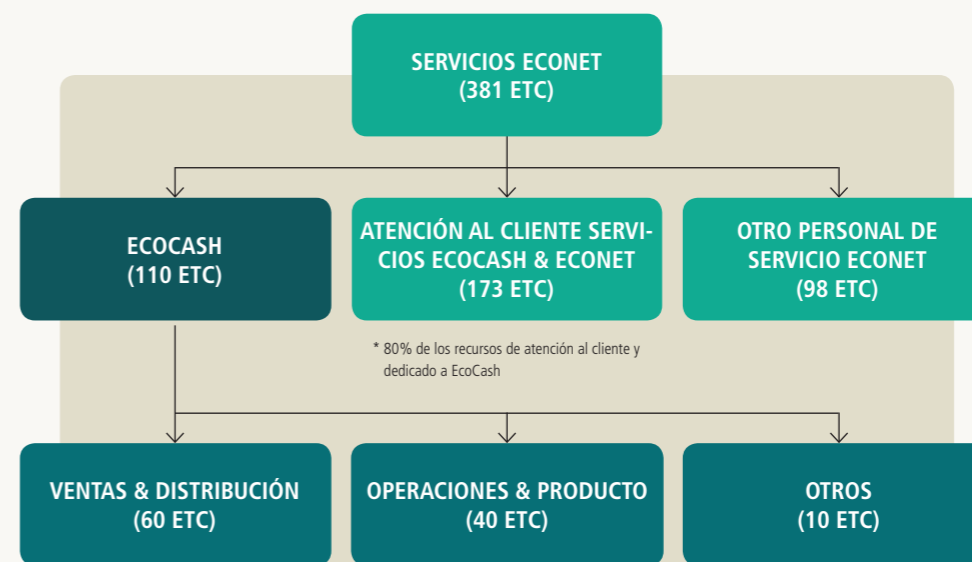 SERVICIOS ECONET
(381 ETC)
ECOCASH
(110 ETC)
ATENCIÓN AL CLIENTE SERVI-
CIOS ECOCASH & ECONET
(173 ETC)
OTRO PERSONAL DE
SERVICIO ECONET
(98 ETC)
* 80% de los recursos de atención al cliente y
dedicado a EcoCash
VENTAS & DISTRIBUCIÓN
(60 ETC)
OPERACIONES & PRODUCTO
(40 ETC)
OTROS
(10 ETC)